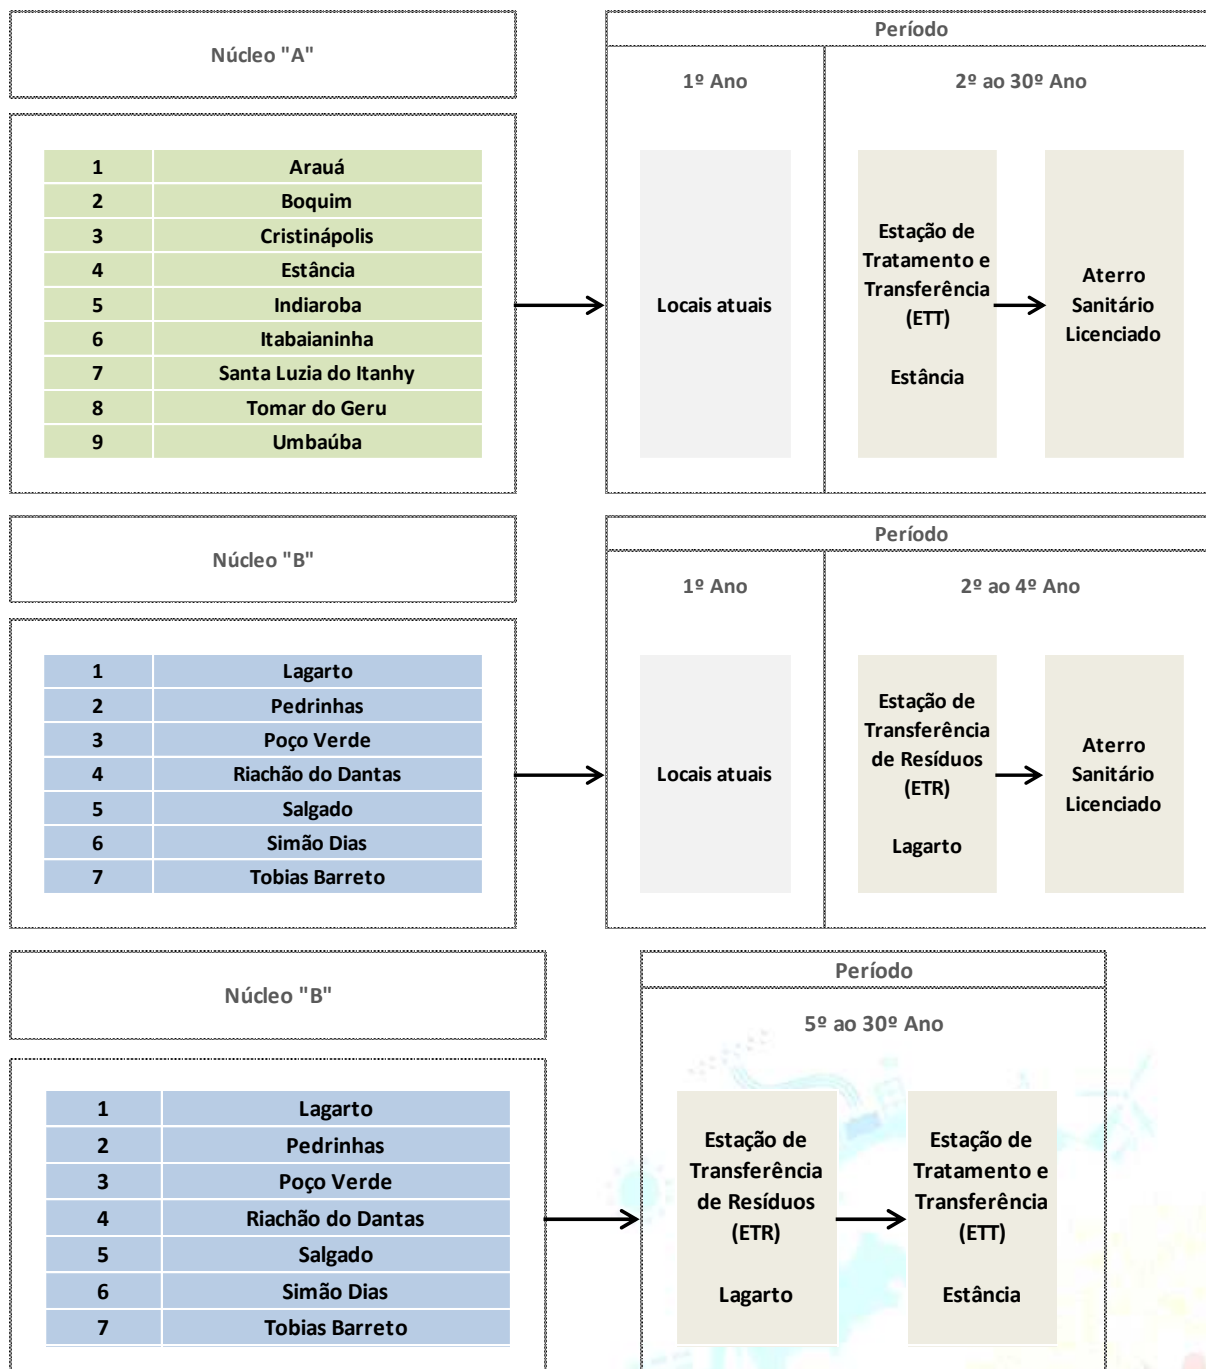 Núcleo "A"
Período
1º Ano
2º ao 30º Ano
1 Arauá
2 Boquim
3 Cristinápolis
4 Estância
5 Indiaroba
6 Itabaianinha
7 Santa Luzia do Itanhy
8 Tomar do Geru
9 Umbaúba
Locais atuais
Estação de
Tratamento e
Transferência
(ETT)
Estância
Aterro
Sanitário
Licenciado
Núcleo "B"
Período
1º Ano
2º ao 4º Ano
1 Lagarto
2 Pedrinhas
3 Poço Verde
4 Riachão do Dantas
5 Salgado
6 Simão Dias
7 Tobias Barreto
Locais atuais
Estação de
Transferência
de Resíduos
(ETR)
Lagarto
Aterro
Sanitário
Licenciado
Núcleo "B"
Período
5º ao 30º Ano
1 Lagarto
2 Pedrinhas
3 Poço Verde
4 Riachão do Dantas
5 Salgado
6 Simão Dias
7 Tobias Barreto
Estação de
Transferência
de Resíduos
(ETR)
Lagarto
Estação de
Tratamento e
Transferência
(ETT)
Estância